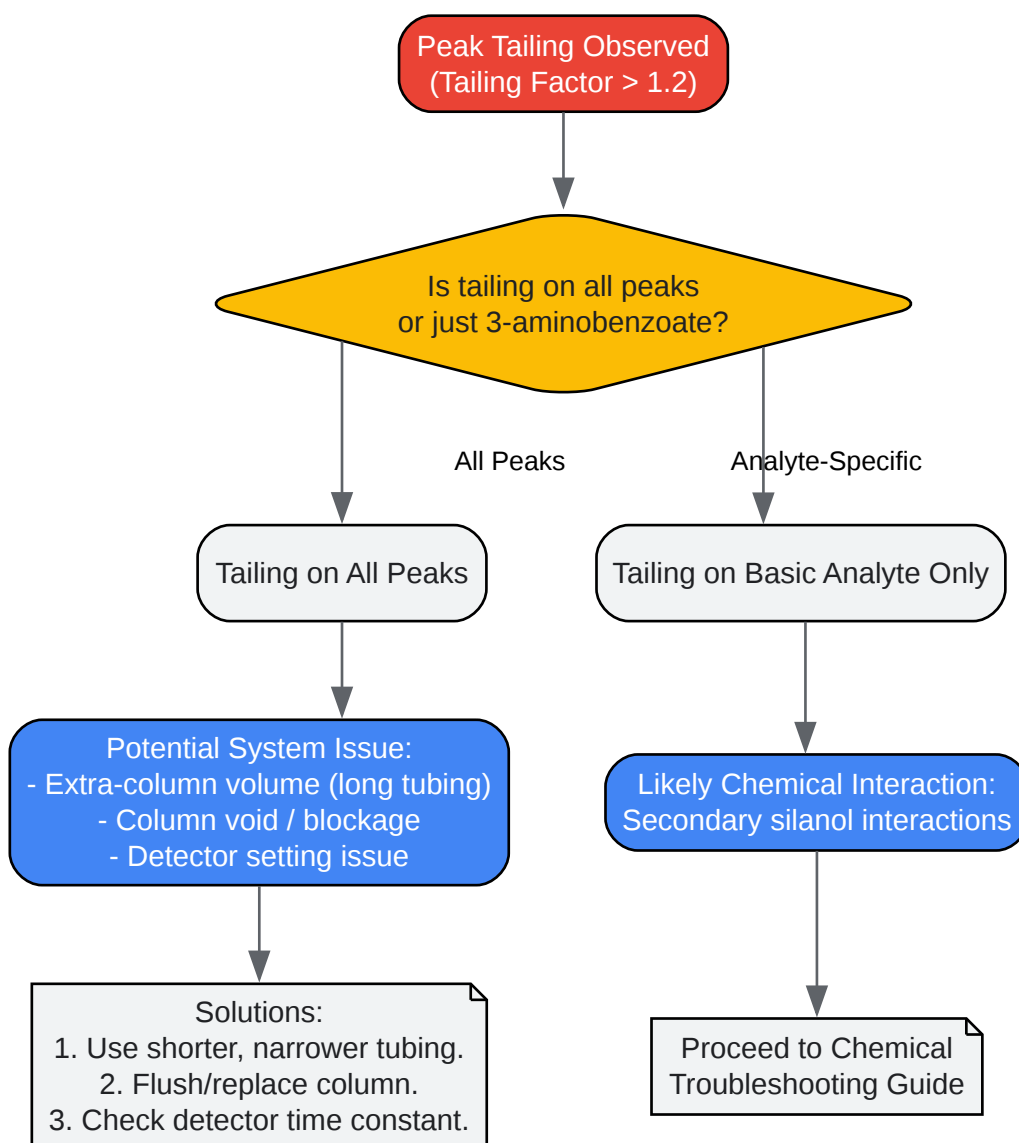 Peak Tailing Observed
(Tailing Factor > 1.2)
Is tailing on all peaks
or just 3-aminobenzoate?
All Peaks
Analyte-Specific
Tailing on All Peaks
Tailing on Basic Analyte Only
Potential System Issue:
- Extra-column volume (long tubing)
- Column void / blockage
- Detector setting issue
Likely Chemical Interaction:
Secondary silanol interactions
Solutions:
1. Use shorter, narrower tubing.
2. Flush/replace column.
3. Check detector time constant.
Proceed to Chemical
Troubleshooting Guide